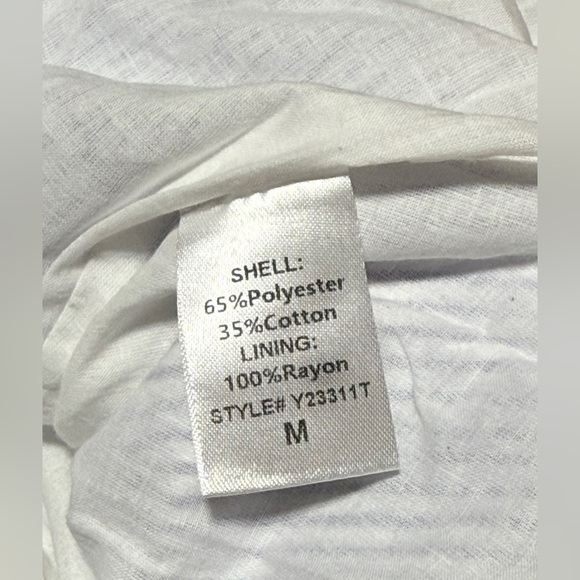 SHELL:
65%Polyester
35%Cotton
LINING:
100%Rayon
STYLE# Y23311T
M